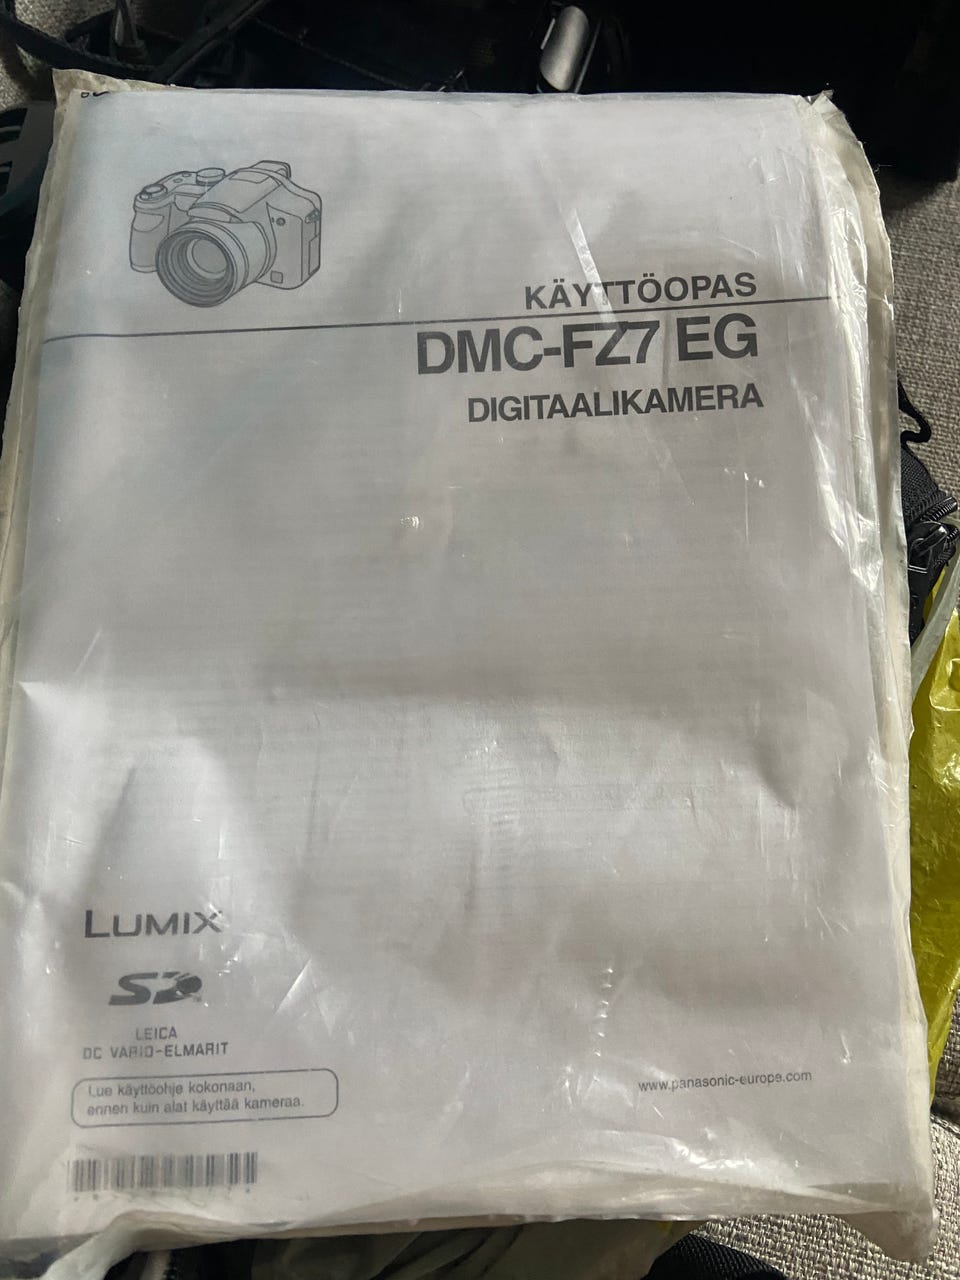 KÄYTTÖOPAS
DMC-FZ7 EG
DIGITAALIKAMERA
LUMIX
SD
LEICA
DC VARIO-ELMARIT
Lue käyttöohje kokonaan,
ennen kuin alat käyttää kameraa.
www.panasonic-europe.com